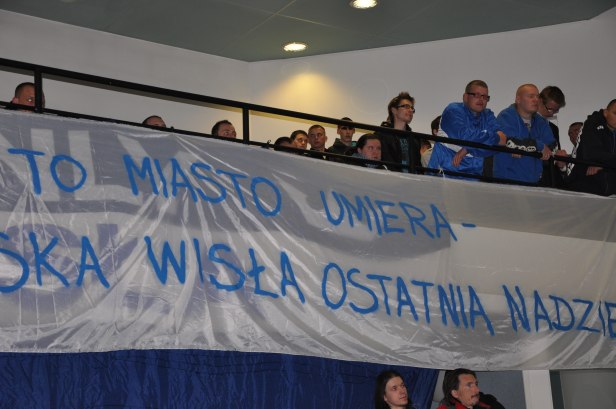 TO MIASTO UMIERA-
SKA WISŁA OSTATNIA NADZIE